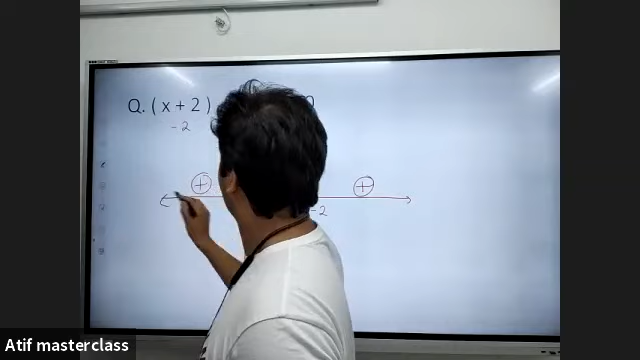 Q. (x + 2)
-2
+ +
-2
Atif masterclass